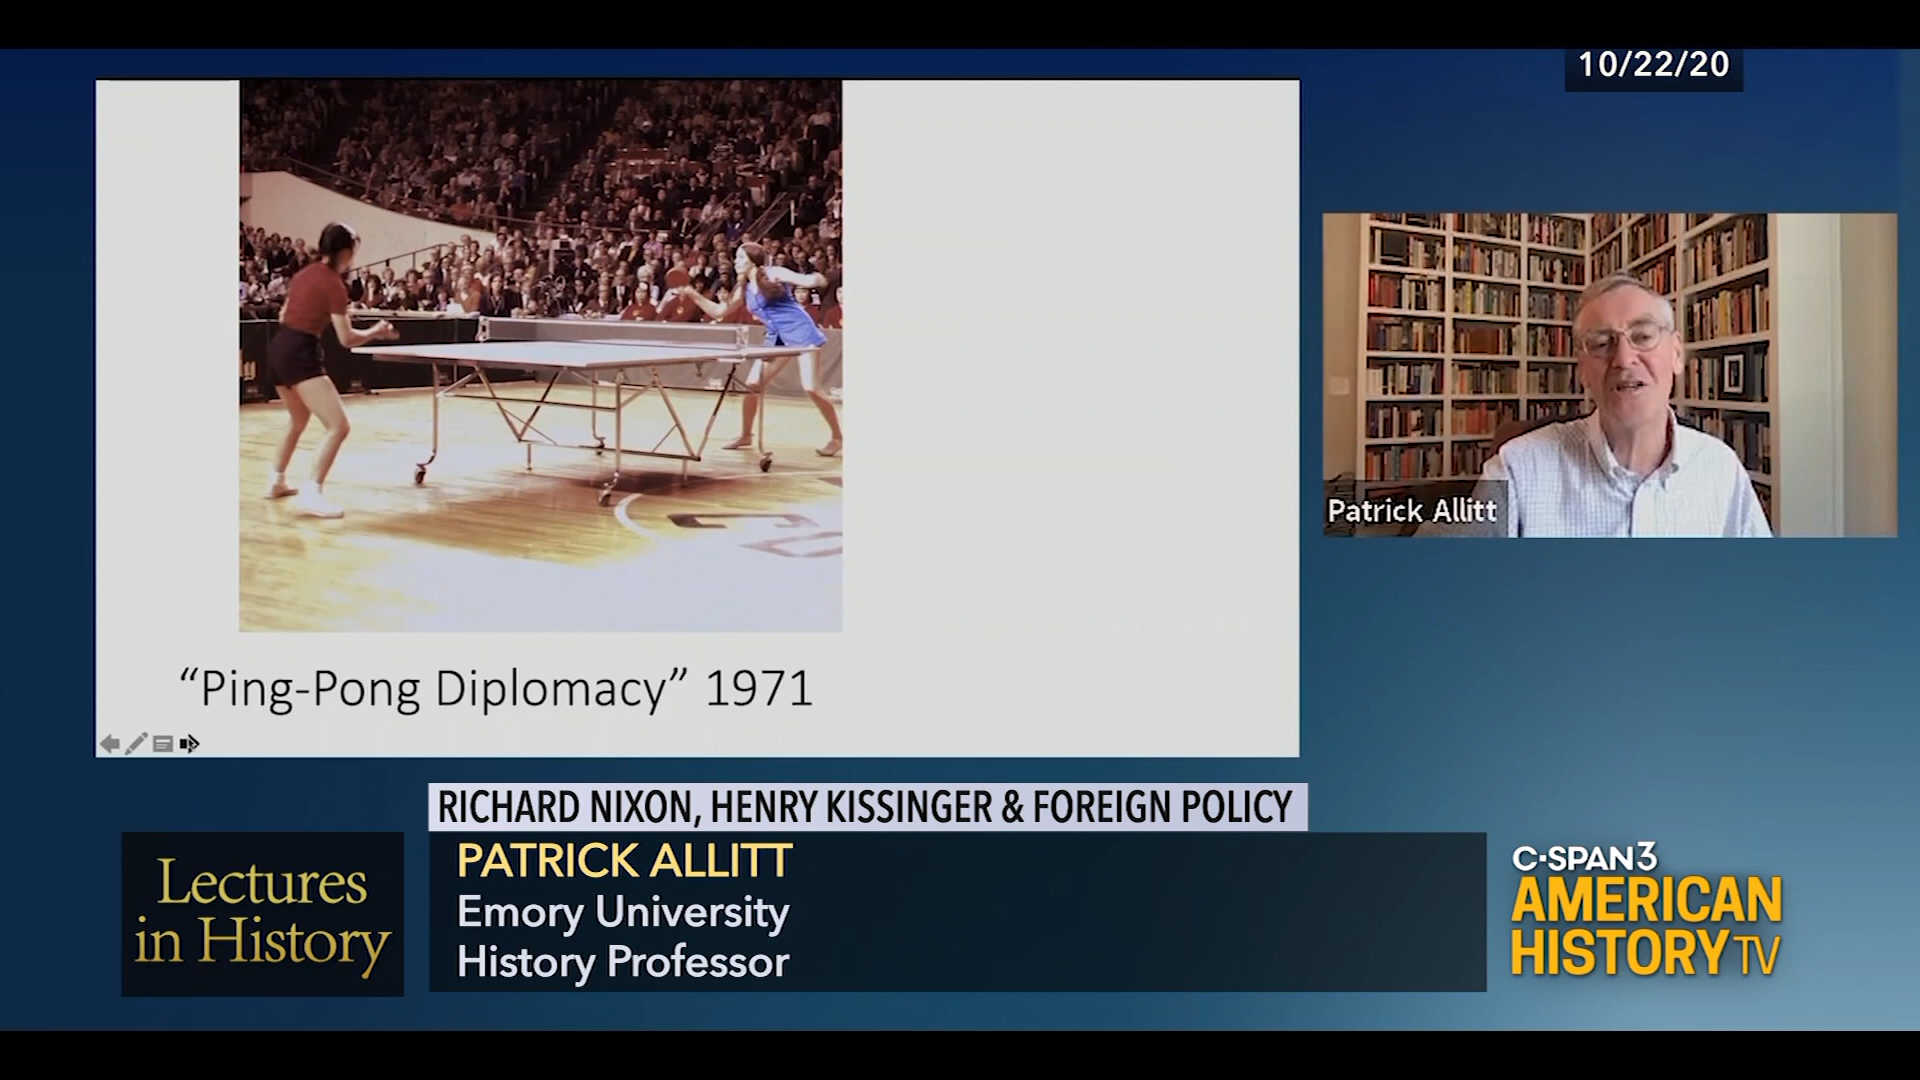 10/22/20
“Ping-Pong Diplomacy” 1971
Patrick Allitt
RICHARD NIXON, HENRY KISSINGER & FOREIGN POLICY
Lectures
in History
PATRICK ALLITT
Emory University
History Professor
C-SPAN3
AMERICAN
HISTORY TV